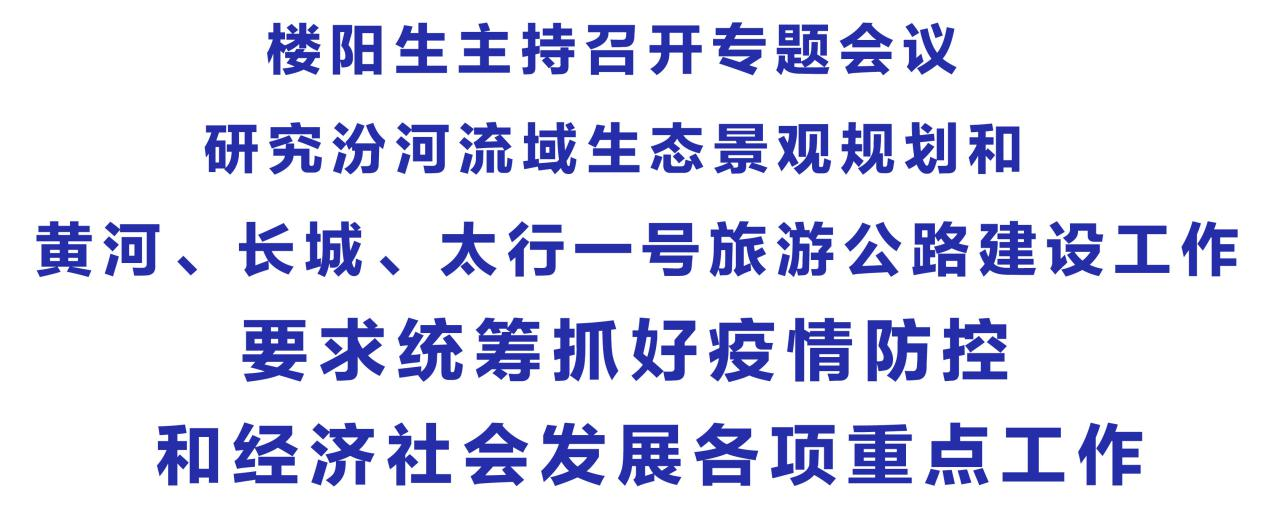 楼阳生主持召开专题会议
研究汾河流域生态景观规划和
黄河、长城、太行一号旅游公路建设工作
要求统筹抓好疫情防控
和经济社会发展各项重点工作